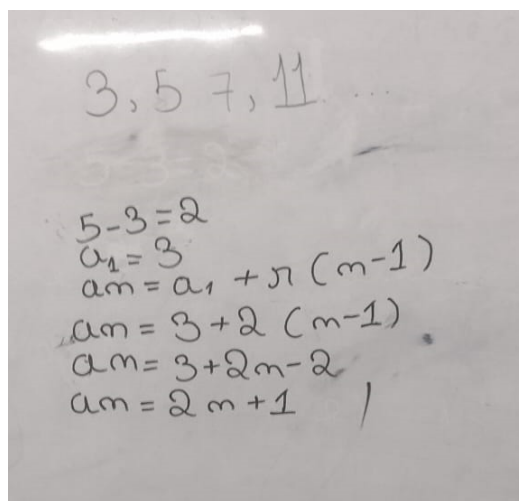 3, 5 7, 11 ....
5-3=2
a₁=3
an = a₁ + r (n-1)
an = 3+2 (n-1)
an = 3+2n-2
an = 2n+1